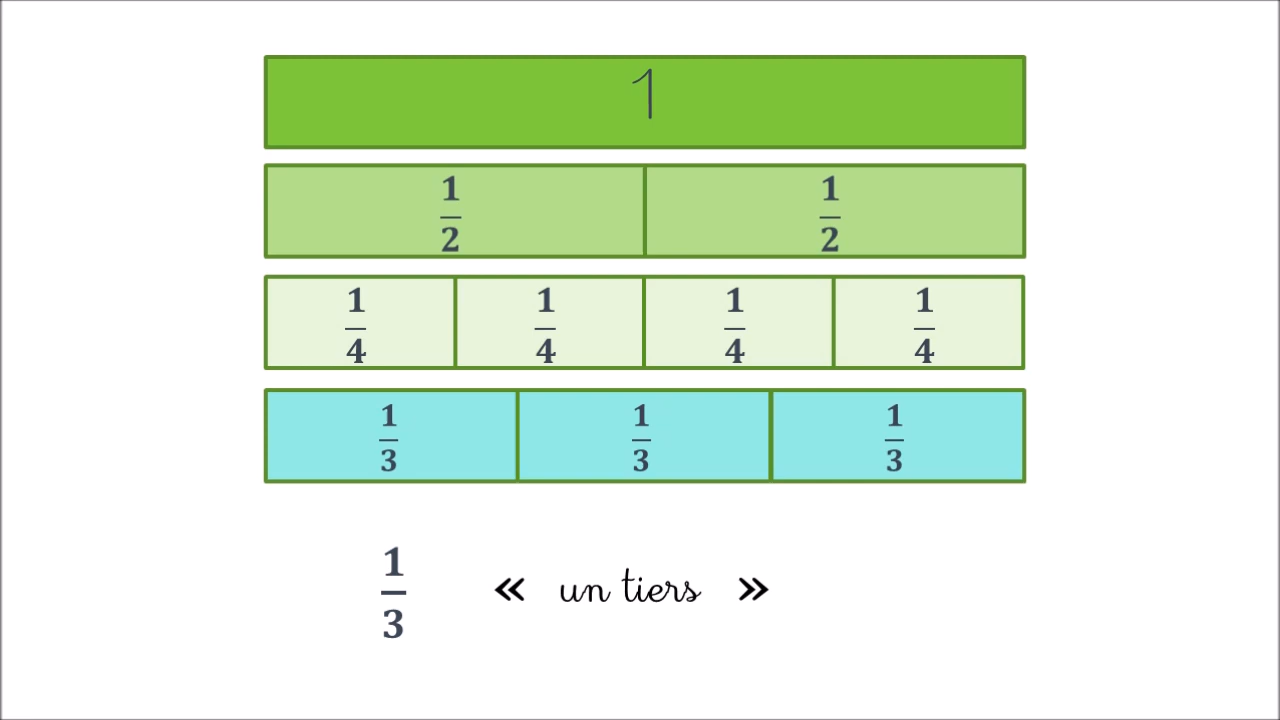 1
1/2 1/2
1/4 1/4 1/4 1/4
1/3 1/3 1/3
1/3 « un tiers »